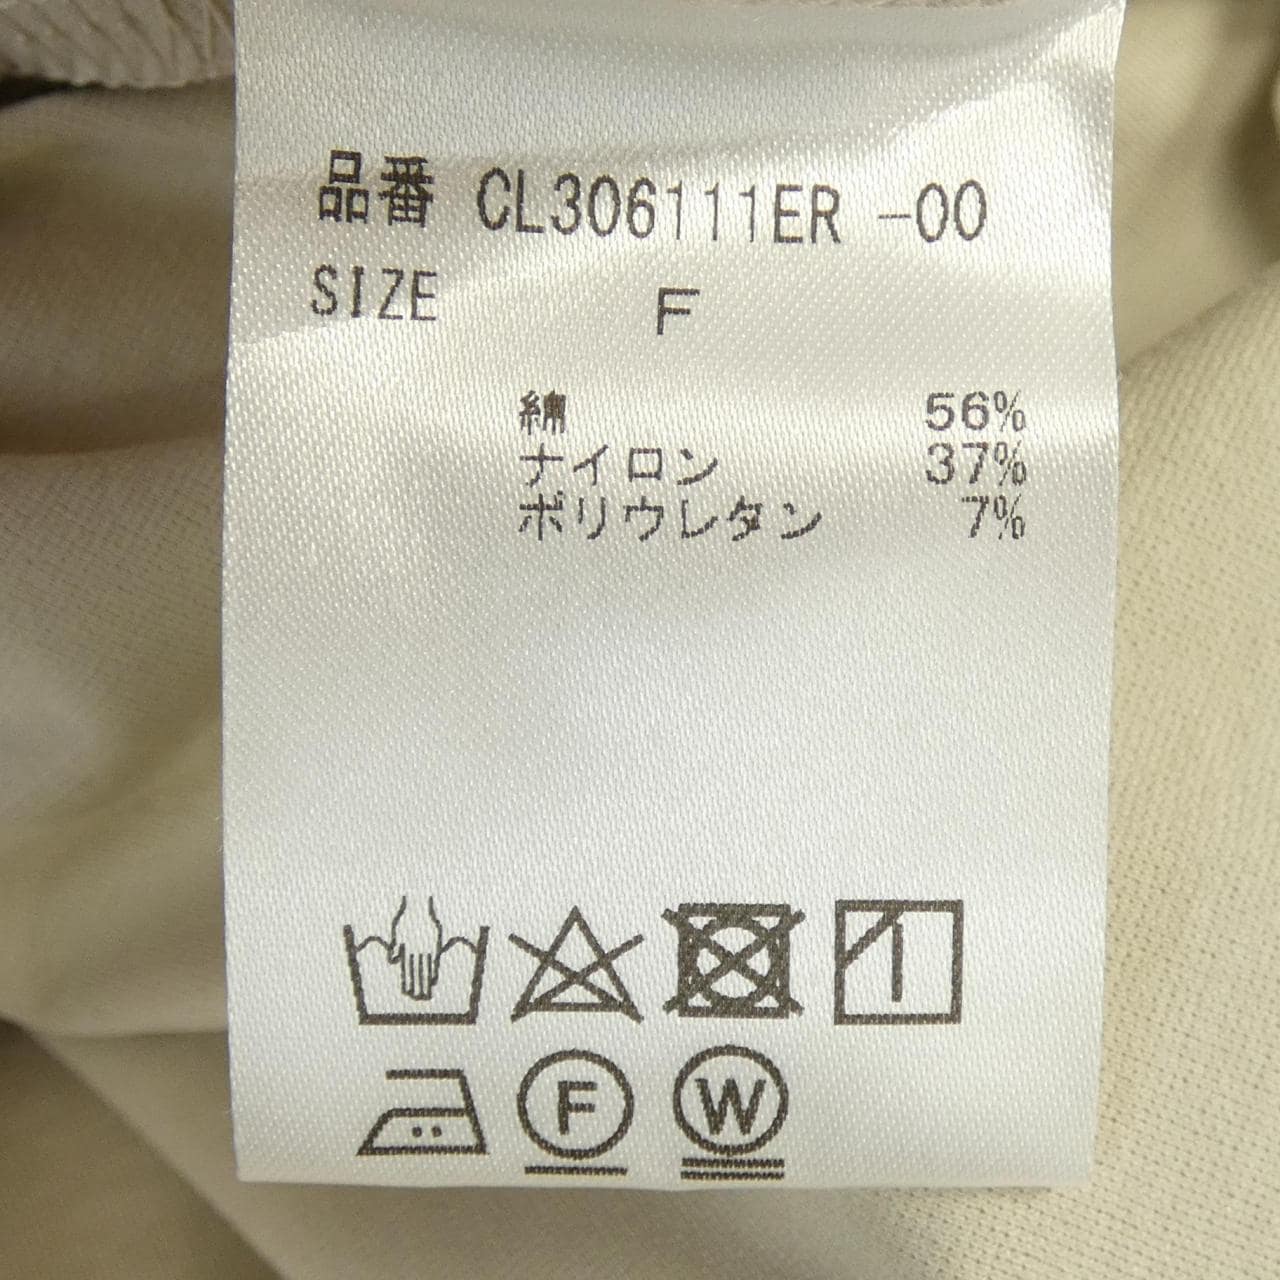 品番 CL306111ER -00
SIZE F
綿 56%
ナイロン 37%
ポリウレタン 7%
F W